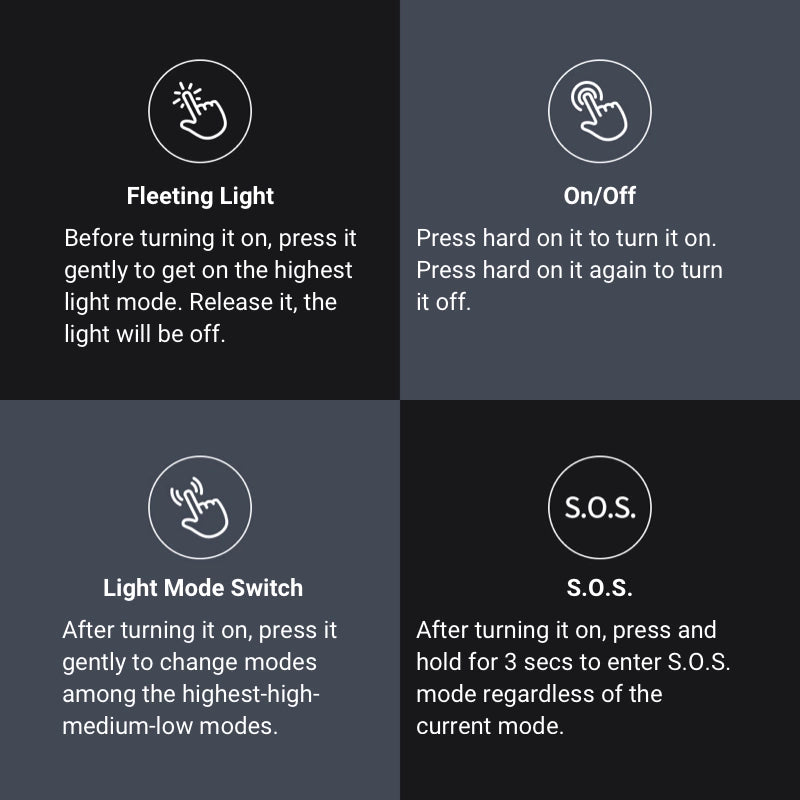 Fleeting Light
Before turning it on, press it
gently to get on the highest
light mode. Release it, the
light will be off.
On/Off
Press hard on it to turn it on.
Press hard on it again to turn
it off.
Light Mode Switch
After turning it on, press it
gently to change modes
among the highest-high-
medium-low modes.
S.O.S.
S.O.S.
After turning it on, press and
hold for 3 secs to enter S.O.S.
mode regardless of the
current mode.